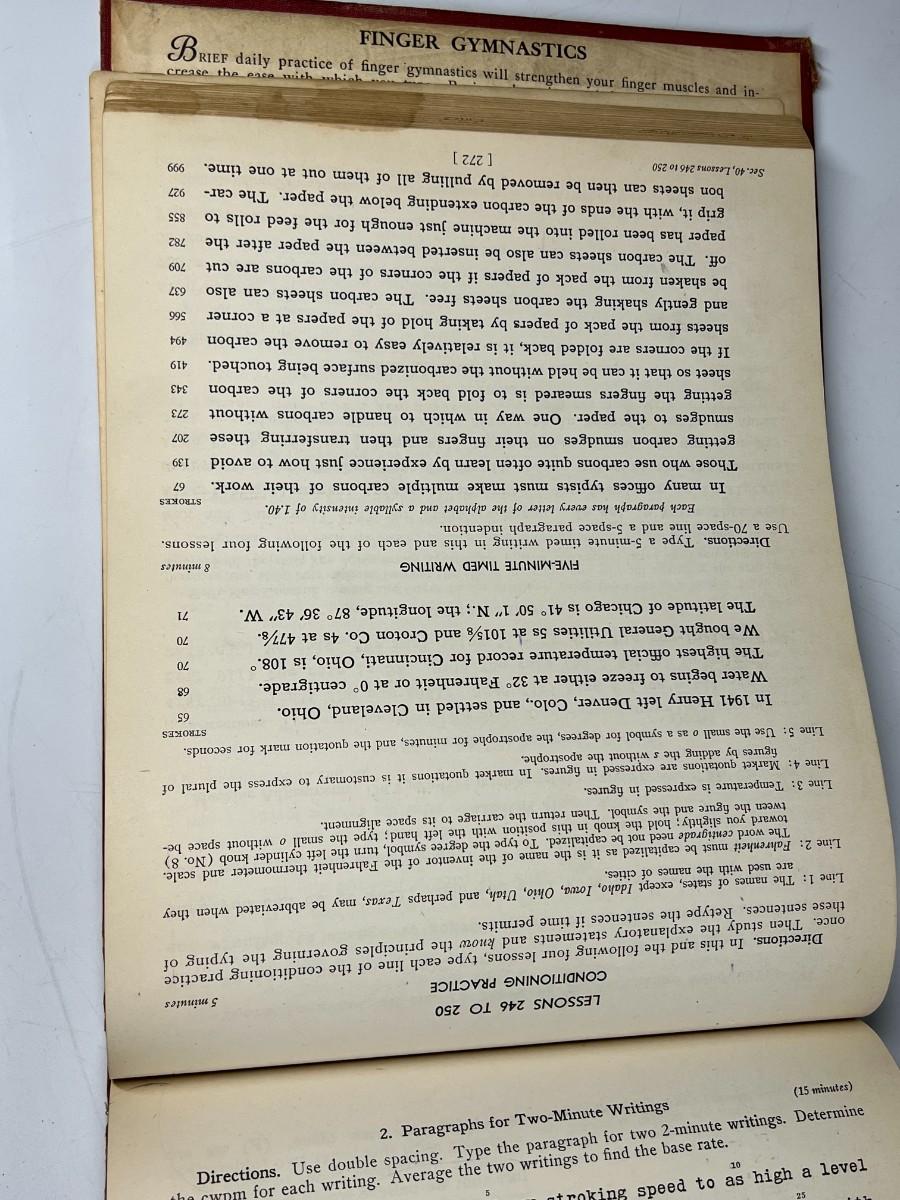 FINGER GYMNASTICS
BRIEF daily practice of finger gymnastics will strengthen your finger muscles and in-
crease the ease with which you
LESSONS 246 TO 250
CONDITIONING PRACTICE
5 minutes
Directions. In this and the following four lessons, type each line of the conditioning practice
once. Then study the explanatory statements and know the principles governing the typing of
these sentences. Retype the sentences if time permits.
Line 1: The names of states, except Idaho, Iowa, Ohio, Utah, and perhaps Texas, may be abbreviated when they
are used with the names of cities.
Line 2: Fahrenheit must be capitalized as it is the name of the inventor of the Fahrenheit thermometer and scale.
The word centigrade need not be capitalized. To type the degree symbol, turn the left cylinder knob (No. 8)
toward you slightly; hold the knob in this position with the left hand; type the small o without space be-
tween the figure and the symbol. Then return the carriage to its space alignment.
Line 3: Temperature is expressed in figures.
Line 4: Market quotations are expressed in figures. In market quotations it is customary to express the plural of
figures by adding the s without the apostrophe.
Line 5: Use the small o as a symbol for degrees, the apostrophe for minutes, and the quotation mark for seconds.
STROKES
In 1941 Henry left Denver, Colo., and settled in Cleveland, Ohio. 65
Water begins to freeze either at 32° Fahrenheit or at 0° centigrade. 68
The highest official temperature record for Cincinnati, Ohio, is 108.° 70
We bought General Utilities 5s at 101⅝ and Croton Co. 4s at 47⅞. 70
The latitude of Chicago is 41° 50′ 1″ N.; the longitude, 87° 36′ 43″ W. 71
FIVE-MINUTE TIMED WRITING
8 minutes
Directions. Type a 5-minute timed writing in this and each of the following four lessons.
Use a 70-space line and a 5-space paragraph indention.
Each paragraph has every letter of the alphabet and a syllable intensity of 1.40.
STROKES
In many offices typists must make multiple carbons of their work. 67
Those who use carbons quite often learn by experience just how to avoid 139
getting carbon smudges on their fingers and then transferring these 207
smudges to the paper. One way in which to handle carbons without 273
getting the fingers smeared is to fold back the corners of the carbon 343
sheet so that it can be held without the carbonized surface being touched. 419
If the corners are folded back, it is relatively easy to remove the carbon 494
sheets from the pack of papers by taking hold of the papers at a corner 566
and gently shaking the carbon sheets free. The carbon sheets can also 637
be shaken from the pack of papers if the corners of the carbons are cut 709
off. The carbon sheets can also be inserted between the paper after the 782
paper has been rolled into the machine just enough for the feed rolls to 855
grip it, with the ends of the carbon extending below the paper. The car- 927
bon sheets can then be removed by pulling all of them out at one time. 999
Sec. 40, Lessons 246 to 250
[ 272 ]
(15 minutes)
2. Paragraphs for Two-Minute Writings
Directions. Use double spacing. Type the paragraph for two 2-minute writings. Determine
the cwpm for each writing. Average the two writings to find the base rate.
5 10
stroking speed to as high a level
25